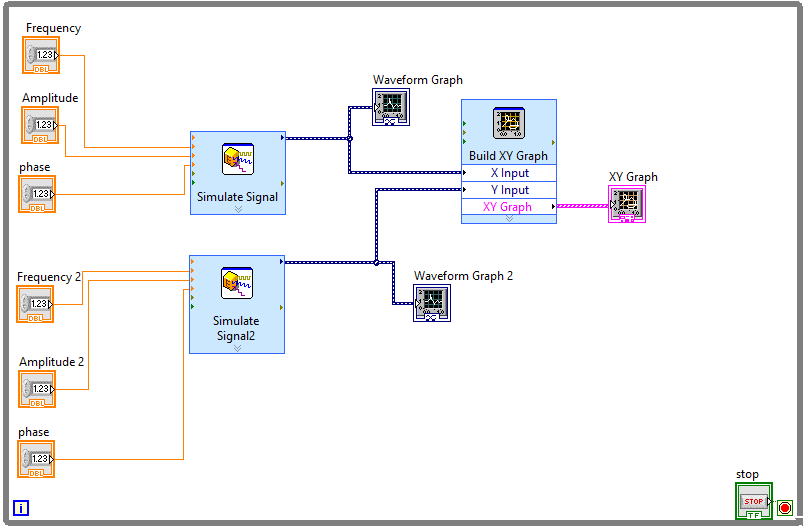 Frequency
1.23
DBL
Amplitude
1.23
DBL
phase
1.23
DBL
Simulate Signal
Waveform Graph
Build XY Graph
X Input
Y Input
XY Graph
XY Graph
Frequency 2
1.23
DBL
Amplitude 2
1.23
DBL
phase
1.23
DBL
Simulate
Signal2
Waveform Graph 2
i
stop
STOP
TF